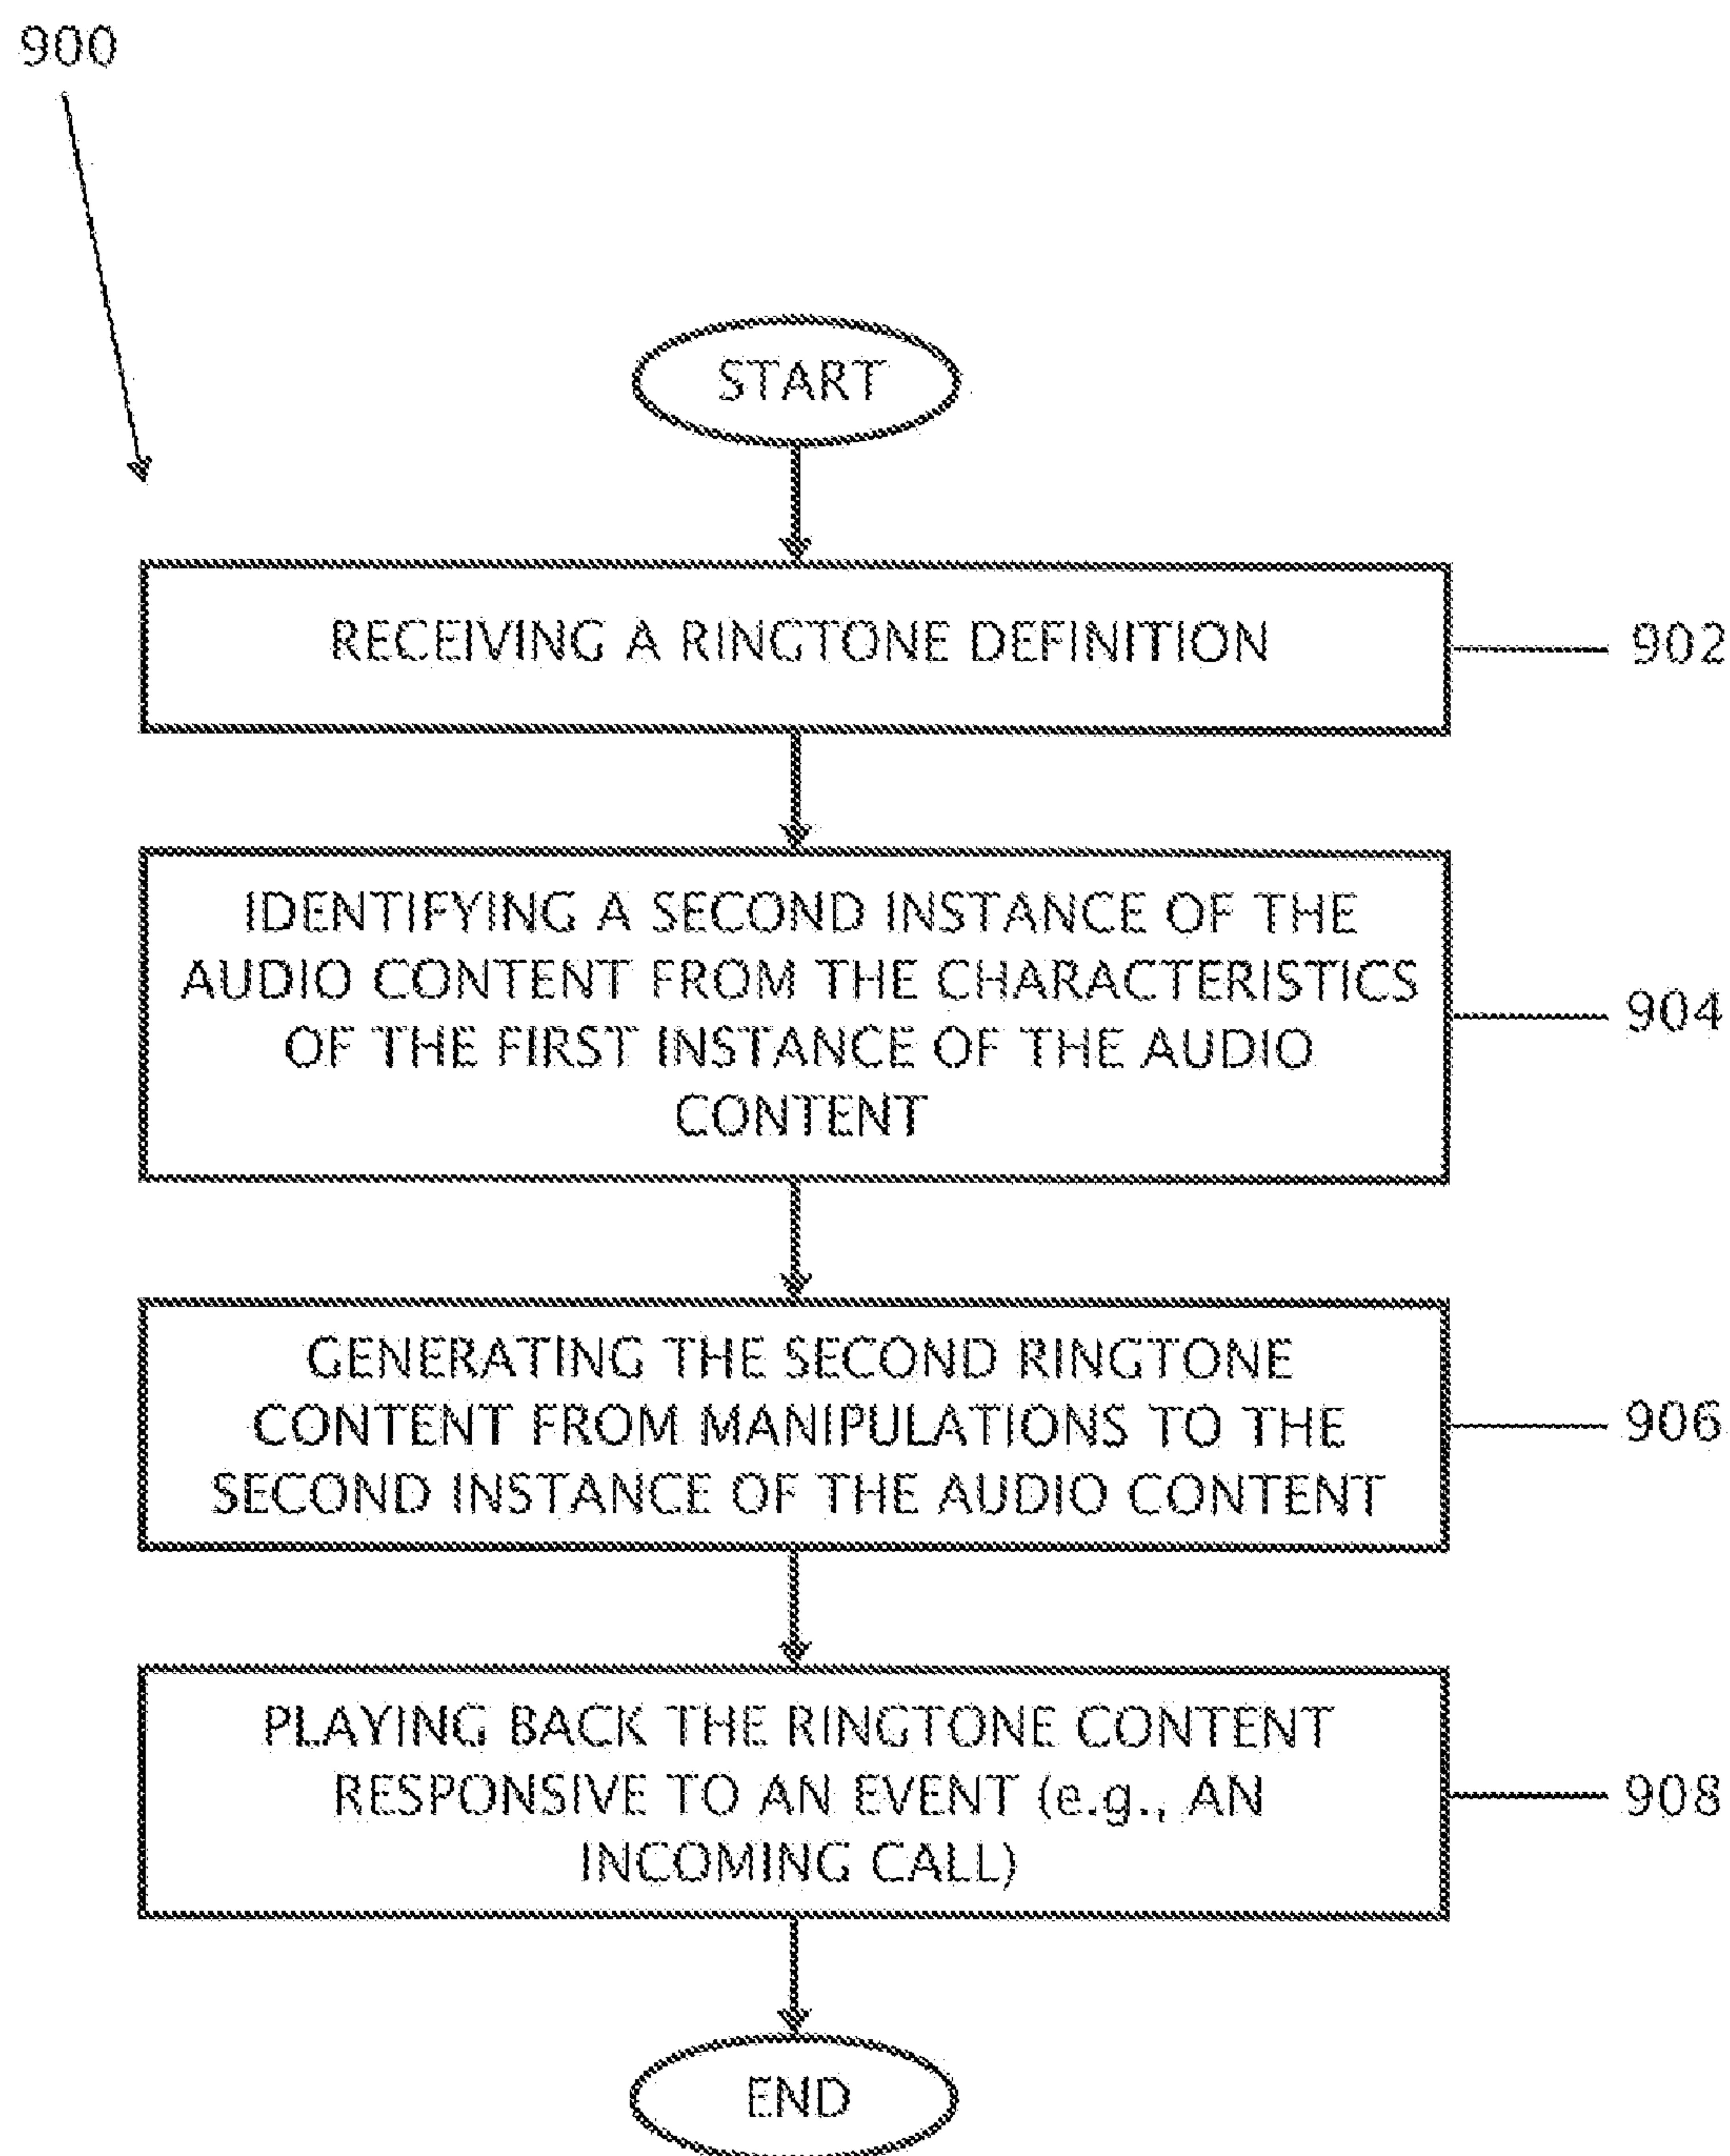 900
START
RECEIVING A RINGTONE DEFINITION
902
IDENTIFYING A SECOND INSTANCE OF THE
AUDIO CONTENT FROM THE CHARACTERISTICS
OF THE FIRST INSTANCE OF THE AUDIO
CONTENT
904
GENERATING THE SECOND RINGTONE
CONTENT FROM MANIPULATIONS TO THE
SECOND INSTANCE OF THE AUDIO CONTENT
906
PLAYING BACK THE RINGTONE CONTENT
RESPONSIVE TO AN EVENT (e.g., AN
INCOMING CALL)
908
END